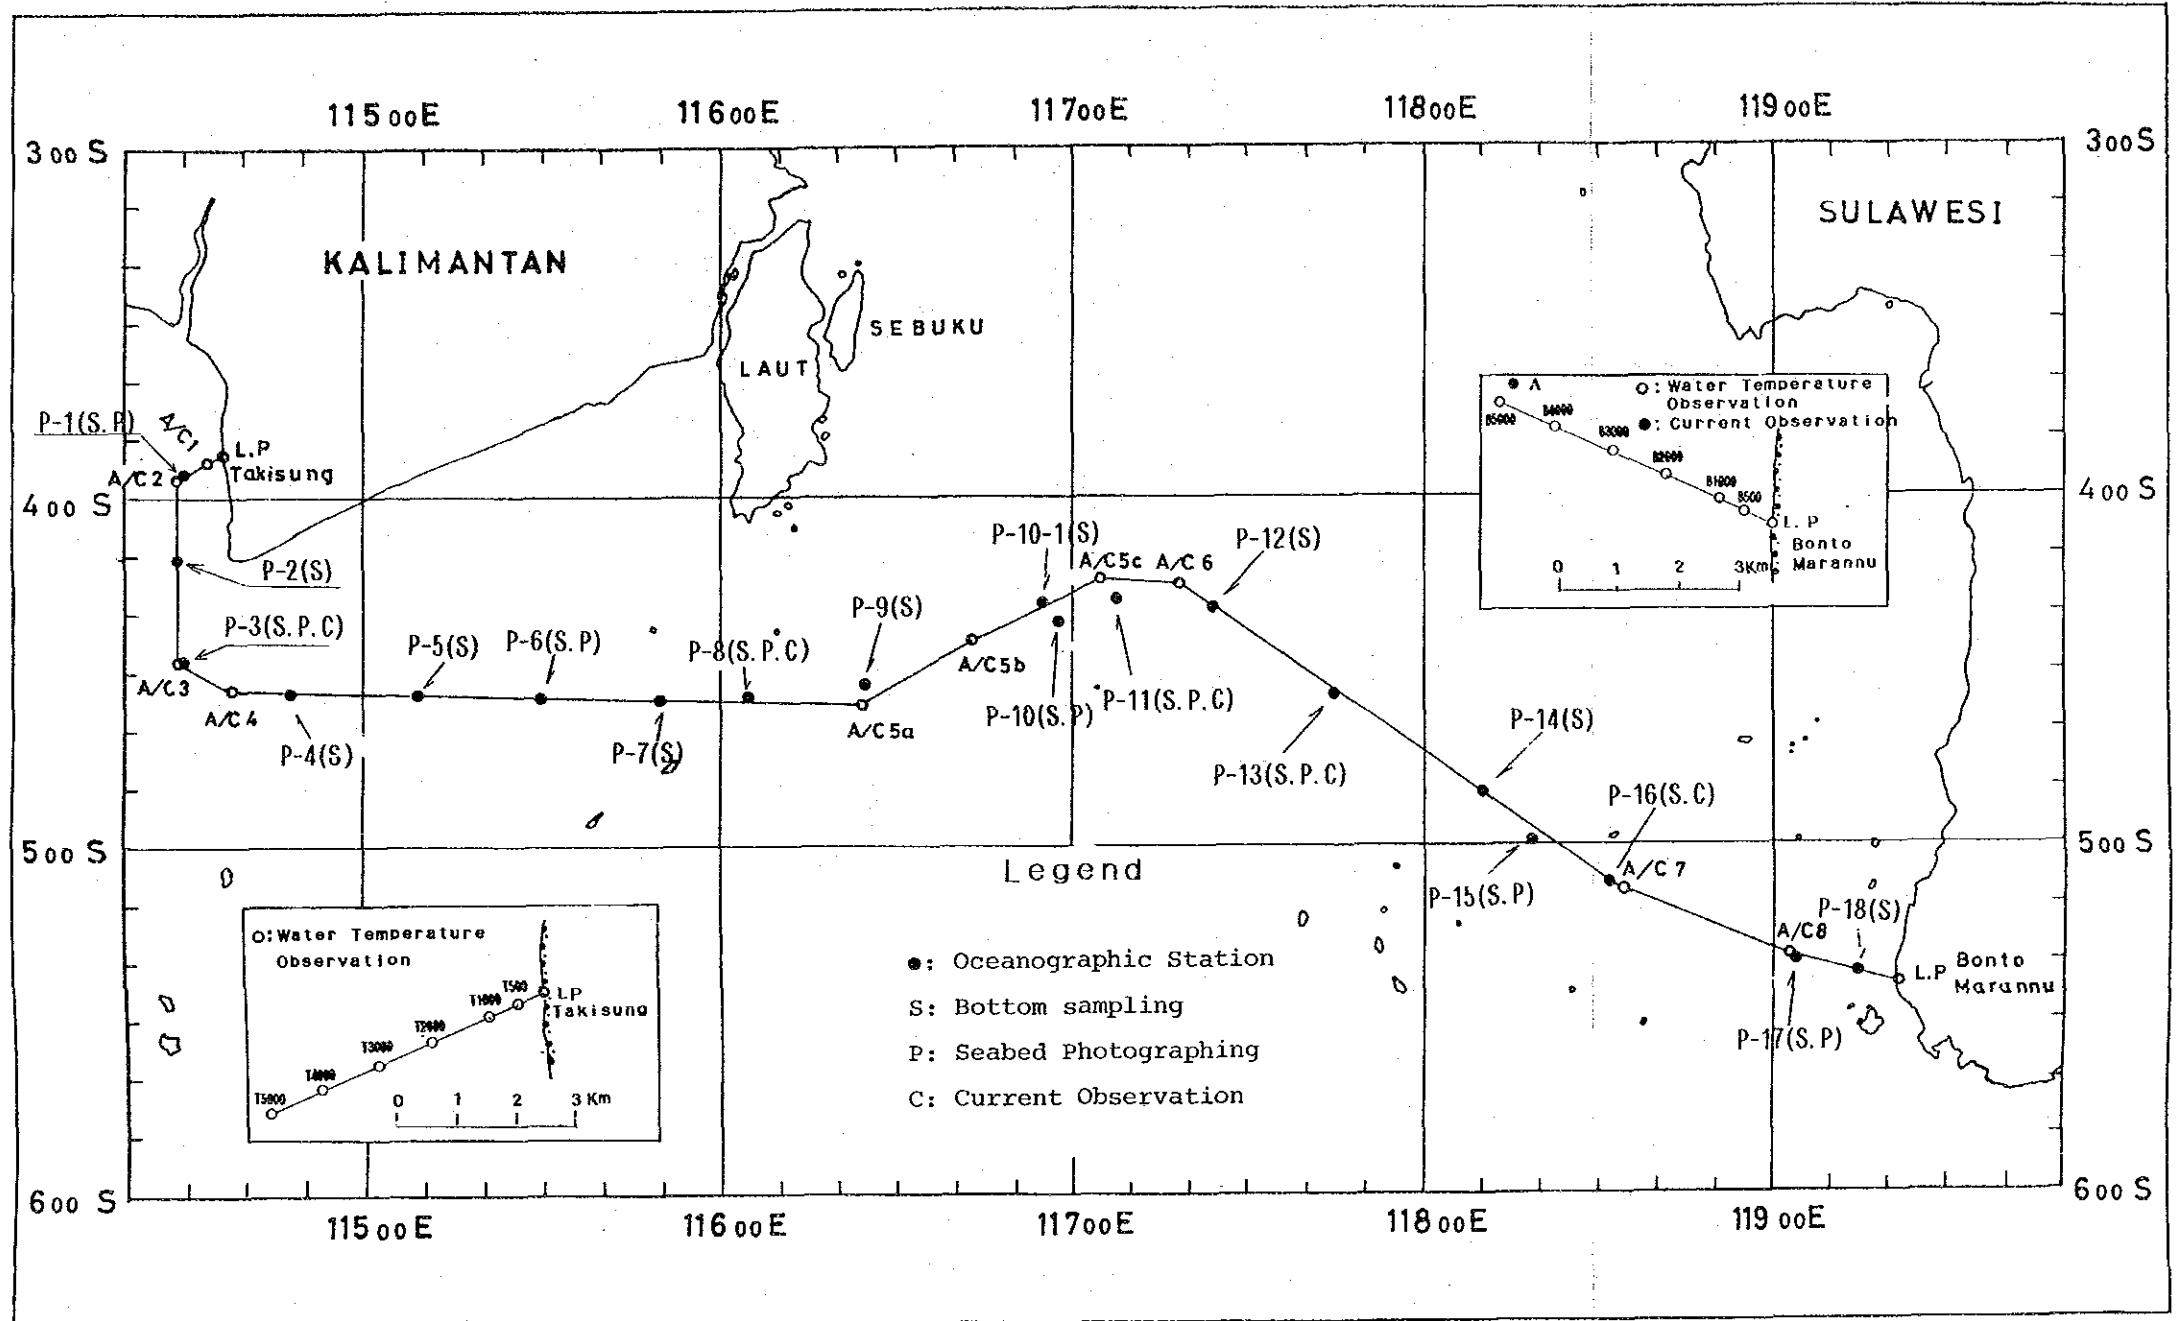 115 00E 116 00E 117 00E 118 00E 119 00E
3 00 S 3 00 S
SULAWESI
KALIMANTAN
SEBUKU
LAUT
A
O: Water Temperature
Observation
●: Current Observation
B5000 B4000 B3000 B2000 B1000 B500
L.P
Bonto
Marannu
0 1 2 3Km
P-1(S.P)
A/C1
L.P
Takisung
A/C2
4 00 S 4 00 S
P-2(S)
P-3(S.P.C)
A/C3
A/C4
P-4(S)
P-5(S)
P-6(S.P)
P-7(S)
P-8(S.P.C)
P-9(S)
A/C5a
A/C5b
P-10-1(S)
P-10(S.P)
A/C5c
A/C6
P-11(S.P.C)
P-12(S)
P-13(S.P.C)
P-14(S)
P-15(S.P)
P-16(S.C)
A/C7
5 00 S 5 00 S
A/C8
P-18(S)
P-17(S.P)
L.P Bonto
Marannu
Legend
●: Oceanographic Station
S: Bottom sampling
P: Seabed Photographing
C: Current Observation
O: Water Temperature
Observation
T5000 T4000 T3000 T2000 T1000 T500
LP
Takisung
0 1 2 3 Km
6 00 S 6 00 S
115 00E 116 00E 117 00E 118 00E 119 00E